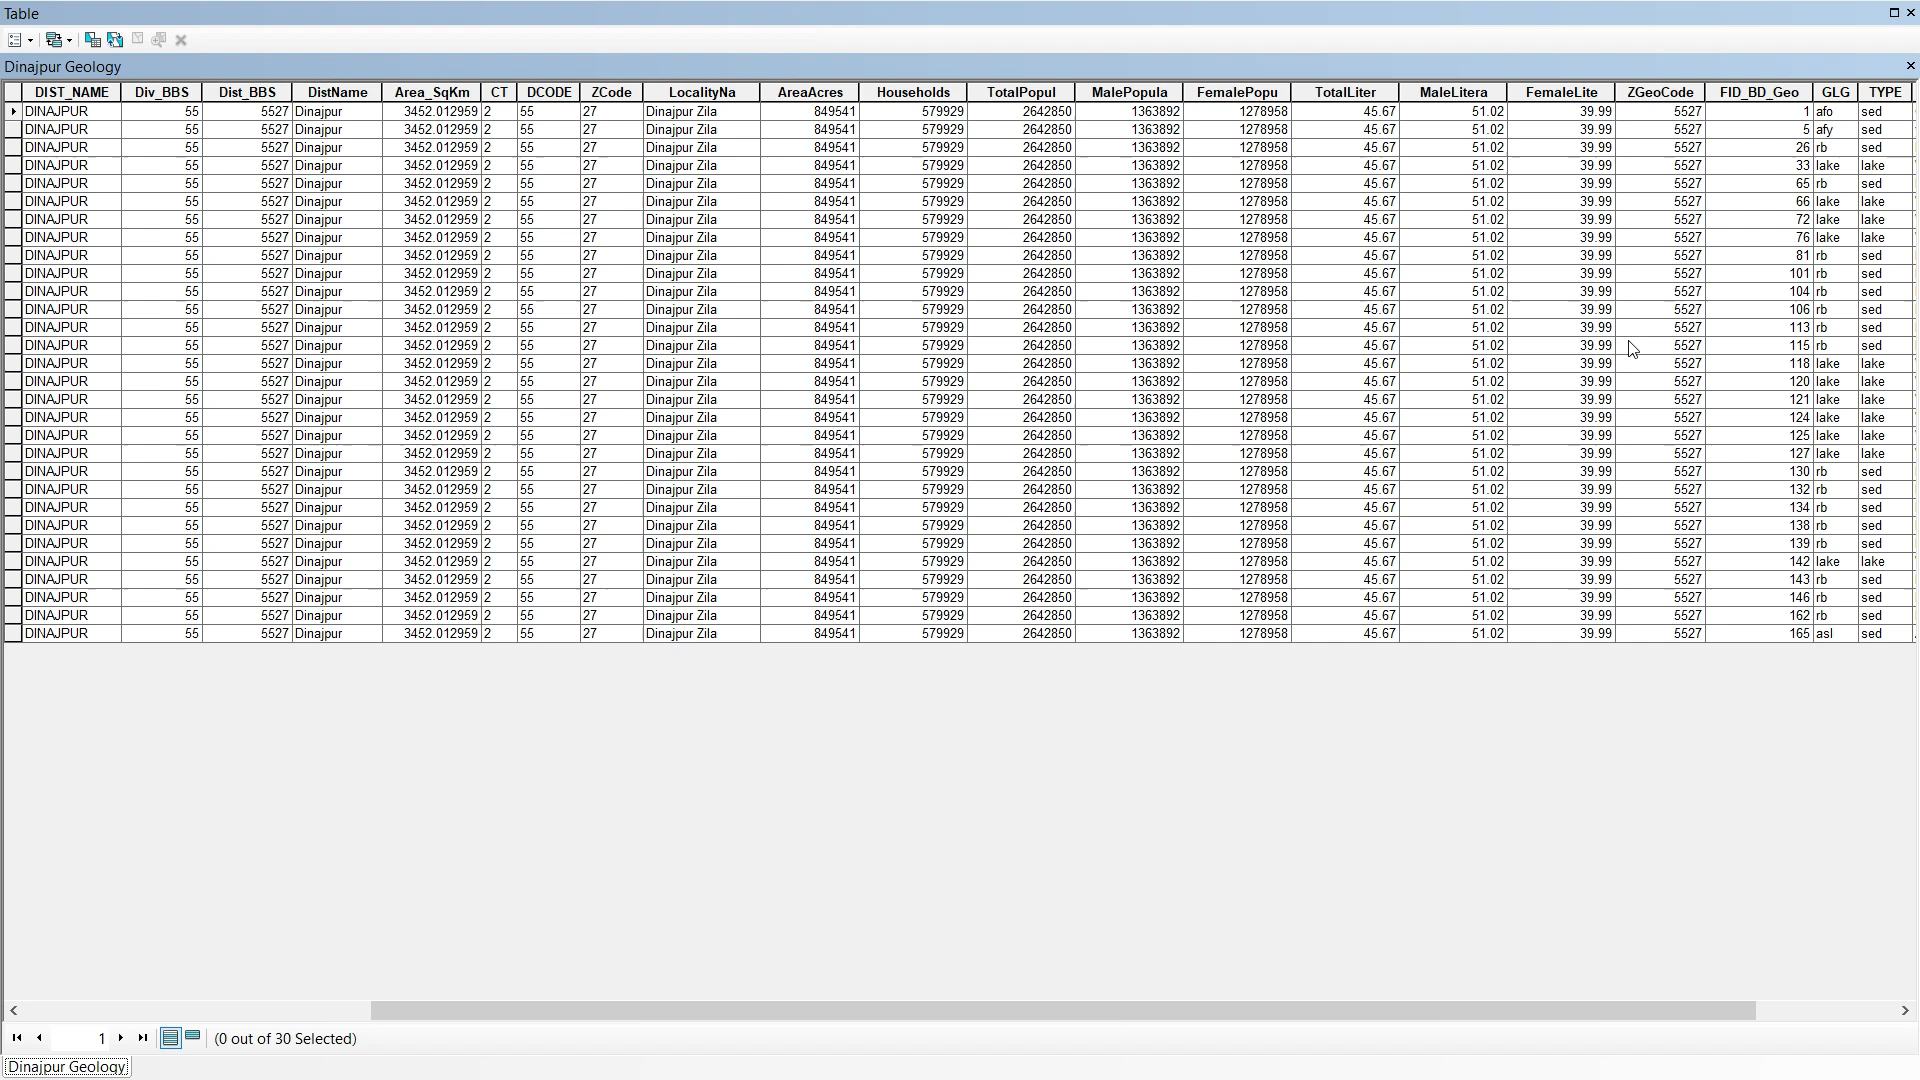 Table
Dinajpur Geology
DIST_NAME Div_BBS Dist_BBS DistName Area_SqKm CT DCODE ZCode LocalityNa AreaAcres Households TotalPopul MalePopula FemalePopu TotalLiter MaleLitera FemaleLite ZGeoCode FID_BD_Geo GLG TYPE
DINAJPUR 55 5527 Dinajpur 3452.012959 2 55 27 Dinajpur Zila 849541 579929 2642850 1363892 1278958 45.67 51.02 39.99 5527 1 afo sed
DINAJPUR 55 5527 Dinajpur 3452.012959 2 55 27 Dinajpur Zila 849541 579929 2642850 1363892 1278958 45.67 51.02 39.99 5527 5 afy sed
DINAJPUR 55 5527 Dinajpur 3452.012959 2 55 27 Dinajpur Zila 849541 579929 2642850 1363892 1278958 45.67 51.02 39.99 5527 26 rb sed
DINAJPUR 55 5527 Dinajpur 3452.012959 2 55 27 Dinajpur Zila 849541 579929 2642850 1363892 1278958 45.67 51.02 39.99 5527 33 lake lake
DINAJPUR 55 5527 Dinajpur 3452.012959 2 55 27 Dinajpur Zila 849541 579929 2642850 1363892 1278958 45.67 51.02 39.99 5527 65 rb sed
DINAJPUR 55 5527 Dinajpur 3452.012959 2 55 27 Dinajpur Zila 849541 579929 2642850 1363892 1278958 45.67 51.02 39.99 5527 66 lake lake
DINAJPUR 55 5527 Dinajpur 3452.012959 2 55 27 Dinajpur Zila 849541 579929 2642850 1363892 1278958 45.67 51.02 39.99 5527 72 lake lake
DINAJPUR 55 5527 Dinajpur 3452.012959 2 55 27 Dinajpur Zila 849541 579929 2642850 1363892 1278958 45.67 51.02 39.99 5527 76 lake lake
DINAJPUR 55 5527 Dinajpur 3452.012959 2 55 27 Dinajpur Zila 849541 579929 2642850 1363892 1278958 45.67 51.02 39.99 5527 81 rb sed
DINAJPUR 55 5527 Dinajpur 3452.012959 2 55 27 Dinajpur Zila 849541 579929 2642850 1363892 1278958 45.67 51.02 39.99 5527 101 rb sed
DINAJPUR 55 5527 Dinajpur 3452.012959 2 55 27 Dinajpur Zila 849541 579929 2642850 1363892 1278958 45.67 51.02 39.99 5527 104 rb sed
DINAJPUR 55 5527 Dinajpur 3452.012959 2 55 27 Dinajpur Zila 849541 579929 2642850 1363892 1278958 45.67 51.02 39.99 5527 106 rb sed
DINAJPUR 55 5527 Dinajpur 3452.012959 2 55 27 Dinajpur Zila 849541 579929 2642850 1363892 1278958 45.67 51.02 39.99 5527 113 rb sed
DINAJPUR 55 5527 Dinajpur 3452.012959 2 55 27 Dinajpur Zila 849541 579929 2642850 1363892 1278958 45.67 51.02 39.99 5527 115 rb sed
DINAJPUR 55 5527 Dinajpur 3452.012959 2 55 27 Dinajpur Zila 849541 579929 2642850 1363892 1278958 45.67 51.02 39.99 5527 118 lake lake
DINAJPUR 55 5527 Dinajpur 3452.012959 2 55 27 Dinajpur Zila 849541 579929 2642850 1363892 1278958 45.67 51.02 39.99 5527 120 lake lake
DINAJPUR 55 5527 Dinajpur 3452.012959 2 55 27 Dinajpur Zila 849541 579929 2642850 1363892 1278958 45.67 51.02 39.99 5527 121 lake lake
DINAJPUR 55 5527 Dinajpur 3452.012959 2 55 27 Dinajpur Zila 849541 579929 2642850 1363892 1278958 45.67 51.02 39.99 5527 124 lake lake
DINAJPUR 55 5527 Dinajpur 3452.012959 2 55 27 Dinajpur Zila 849541 579929 2642850 1363892 1278958 45.67 51.02 39.99 5527 125 lake lake
DINAJPUR 55 5527 Dinajpur 3452.012959 2 55 27 Dinajpur Zila 849541 579929 2642850 1363892 1278958 45.67 51.02 39.99 5527 127 lake lake
DINAJPUR 55 5527 Dinajpur 3452.012959 2 55 27 Dinajpur Zila 849541 579929 2642850 1363892 1278958 45.67 51.02 39.99 5527 130 rb sed
DINAJPUR 55 5527 Dinajpur 3452.012959 2 55 27 Dinajpur Zila 849541 579929 2642850 1363892 1278958 45.67 51.02 39.99 5527 132 rb sed
DINAJPUR 55 5527 Dinajpur 3452.012959 2 55 27 Dinajpur Zila 849541 579929 2642850 1363892 1278958 45.67 51.02 39.99 5527 134 rb sed
DINAJPUR 55 5527 Dinajpur 3452.012959 2 55 27 Dinajpur Zila 849541 579929 2642850 1363892 1278958 45.67 51.02 39.99 5527 138 rb sed
DINAJPUR 55 5527 Dinajpur 3452.012959 2 55 27 Dinajpur Zila 849541 579929 2642850 1363892 1278958 45.67 51.02 39.99 5527 139 rb sed
DINAJPUR 55 5527 Dinajpur 3452.012959 2 55 27 Dinajpur Zila 849541 579929 2642850 1363892 1278958 45.67 51.02 39.99 5527 142 lake lake
DINAJPUR 55 5527 Dinajpur 3452.012959 2 55 27 Dinajpur Zila 849541 579929 2642850 1363892 1278958 45.67 51.02 39.99 5527 143 rb sed
DINAJPUR 55 5527 Dinajpur 3452.012959 2 55 27 Dinajpur Zila 849541 579929 2642850 1363892 1278958 45.67 51.02 39.99 5527 146 rb sed
DINAJPUR 55 5527 Dinajpur 3452.012959 2 55 27 Dinajpur Zila 849541 579929 2642850 1363892 1278958 45.67 51.02 39.99 5527 162 rb sed
DINAJPUR 55 5527 Dinajpur 3452.012959 2 55 27 Dinajpur Zila 849541 579929 2642850 1363892 1278958 45.67 51.02 39.99 5527 165 asl sed
1 (0 out of 30 Selected)
Dinajpur Geology